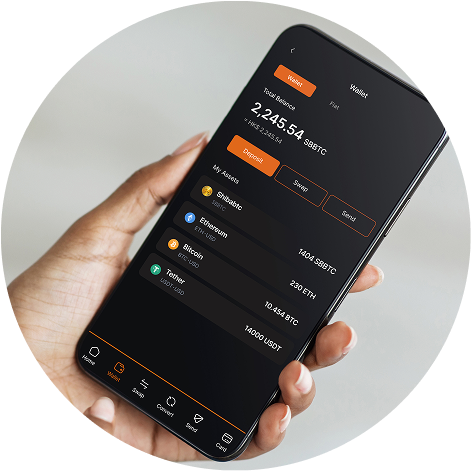 Wallet
Wallet
Fiat
Total Balance
2,245.54 SBBTC
≈ HK$ 2,245.54
Deposit
Swap
Send
My Assets
Shibabtc
SBBTC
1404 SBBTC
Ethereum
ETH-USD
230 ETH
Bitcoin
BTC-USD
10.454 BTC
Tether
USDT-USD
14000 USDT
Home
Wallet
Swap
Convert
Send
Card